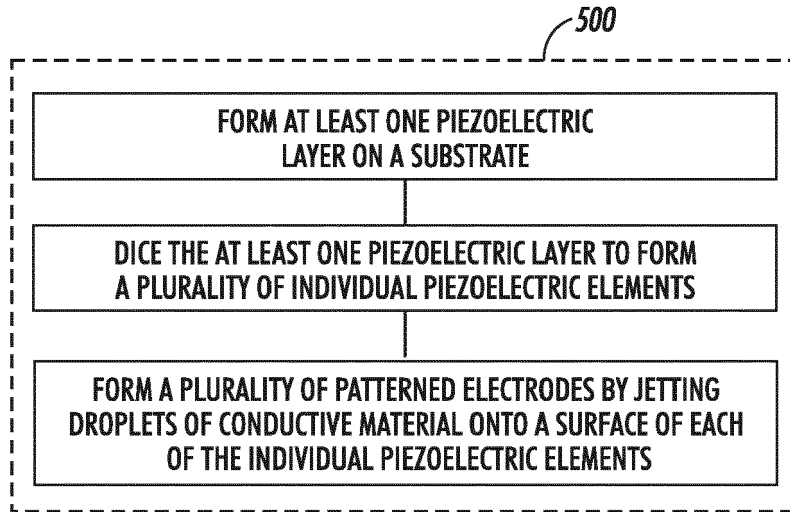 500
FORM AT LEAST ONE PIEZOELECTRIC
LAYER ON A SUBSTRATE
DICE THE AT LEAST ONE PIEZOELECTRIC LAYER TO FORM
A PLURALITY OF INDIVIDUAL PIEZOELECTRIC ELEMENTS
FORM A PLURALITY OF PATTERNED ELECTRODES BY JETTING
DROPLETS OF CONDUCTIVE MATERIAL ONTO A SURFACE OF EACH
OF THE INDIVIDUAL PIEZOELECTRIC ELEMENTS